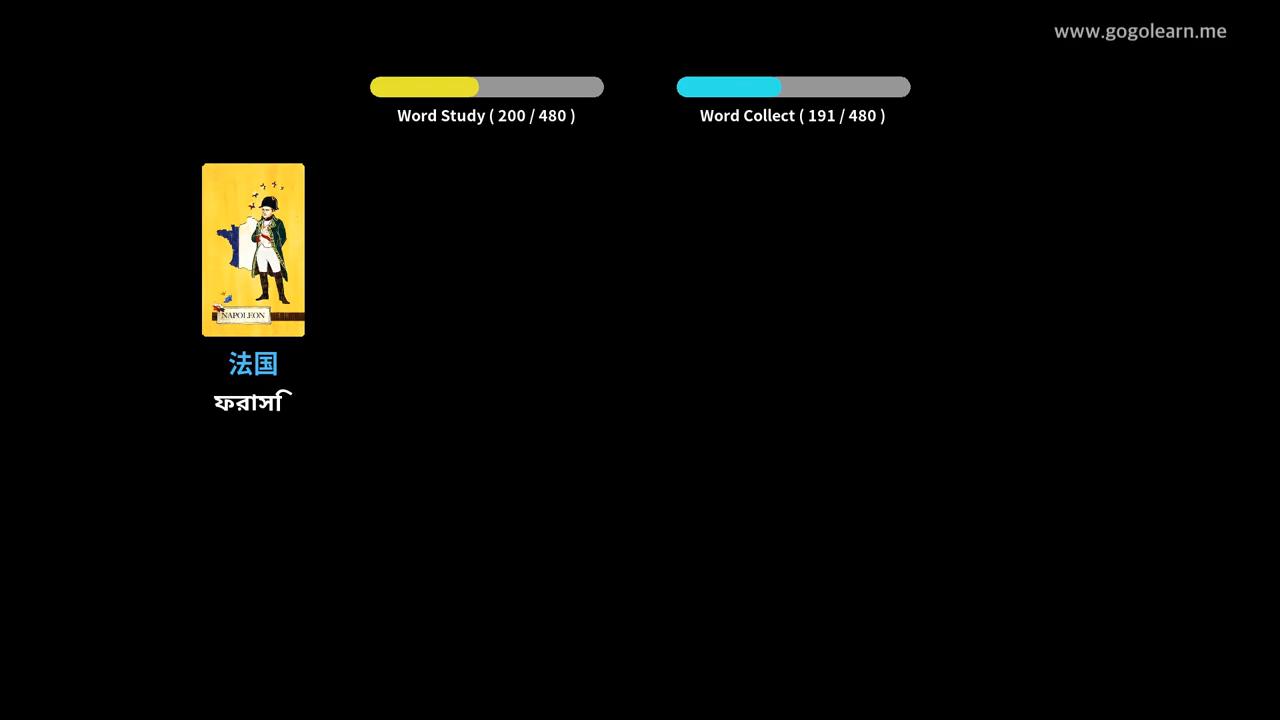 www.gogolearn.me
Word Study ( 200 / 480 )
Word Collect ( 191 / 480 )
NAPOLEON
法国
ফরাসি